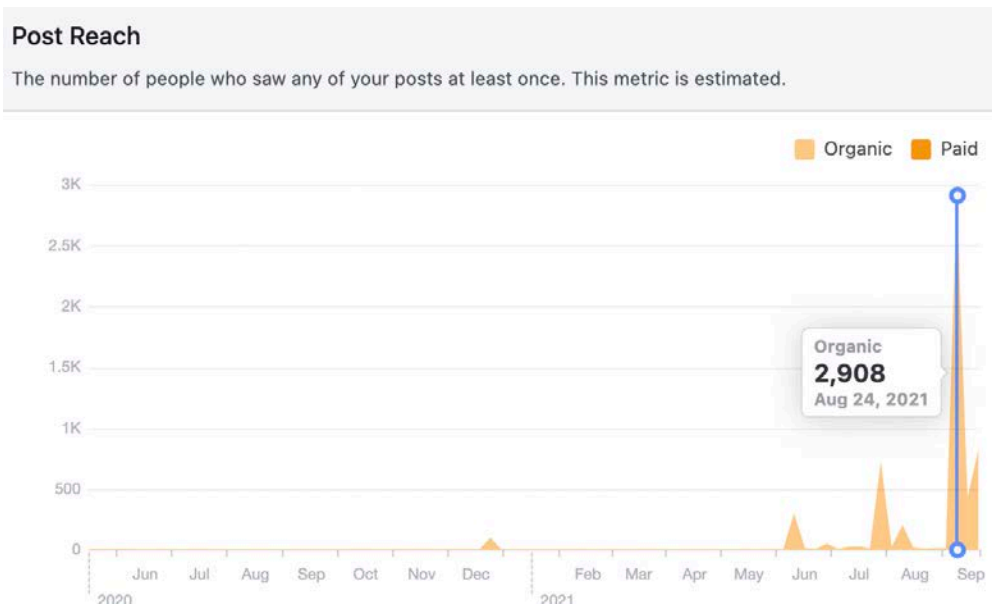 Post Reach
The number of people who saw any of your posts at least once. This metric is estimated.
Organic Paid
3K
2.5K
2K
1.5K
1K
500
0
Organic
2,908
Aug 24, 2021
Jun Jul Aug Sep Oct Nov Dec Feb Mar Apr May Jun Jul Aug Sep
2020 2021